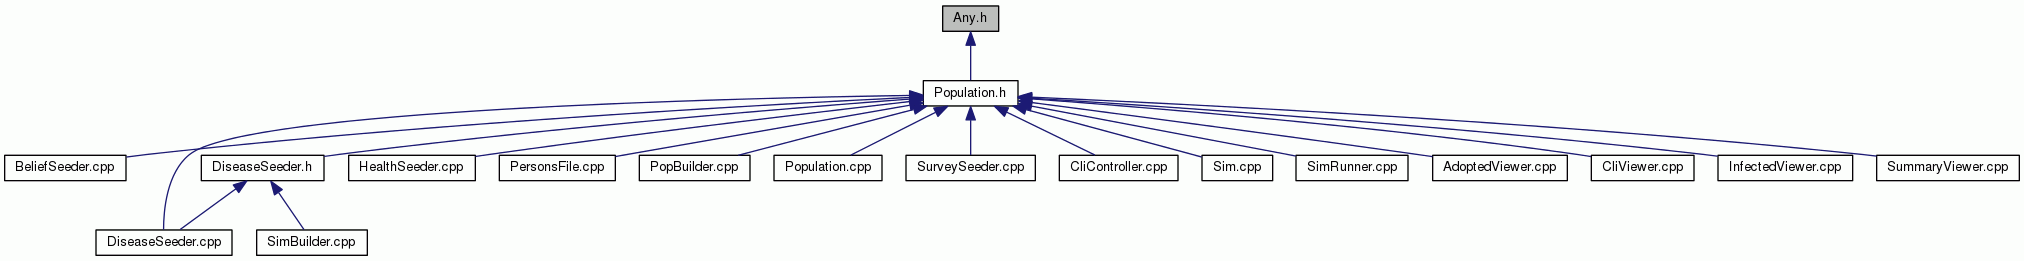 Any.h
Population.h
BeliefSeeder.cpp
DiseaseSeeder.h
HealthSeeder.cpp
PersonsFile.cpp
PopBuilder.cpp
Population.cpp
SurveySeeder.cpp
CliController.cpp
Sim.cpp
SimRunner.cpp
AdoptedViewer.cpp
CliViewer.cpp
InfectedViewer.cpp
SummaryViewer.cpp
DiseaseSeeder.cpp
SimBuilder.cpp